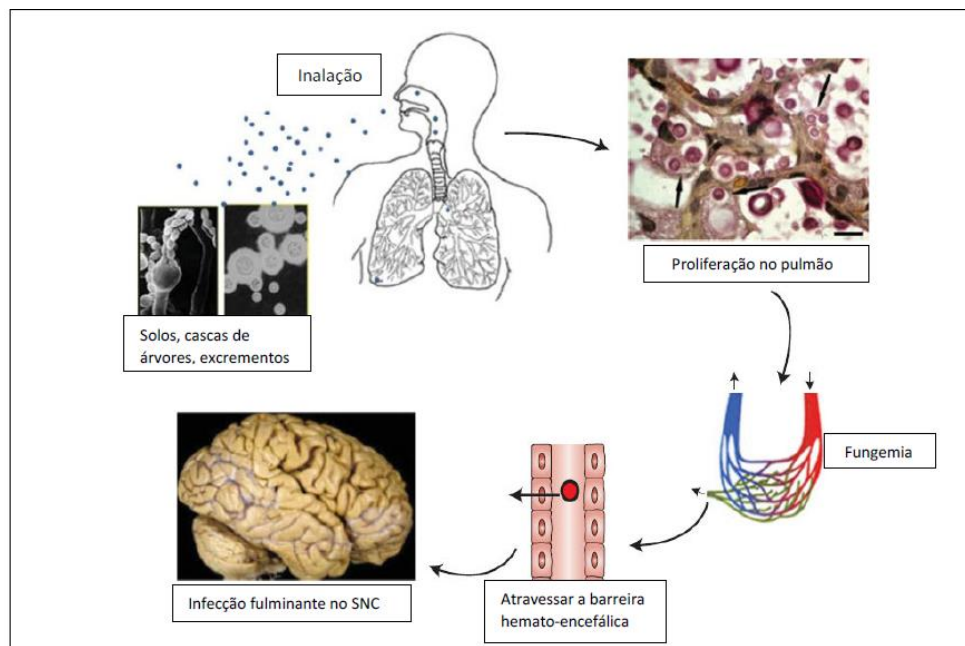 Inalação
Proliferação no pulmão
Solos, cascas de
árvores, excrementos
Fungemia
Infecção fulminante no SNC
Atravessar a barreira
hemato-encefálica